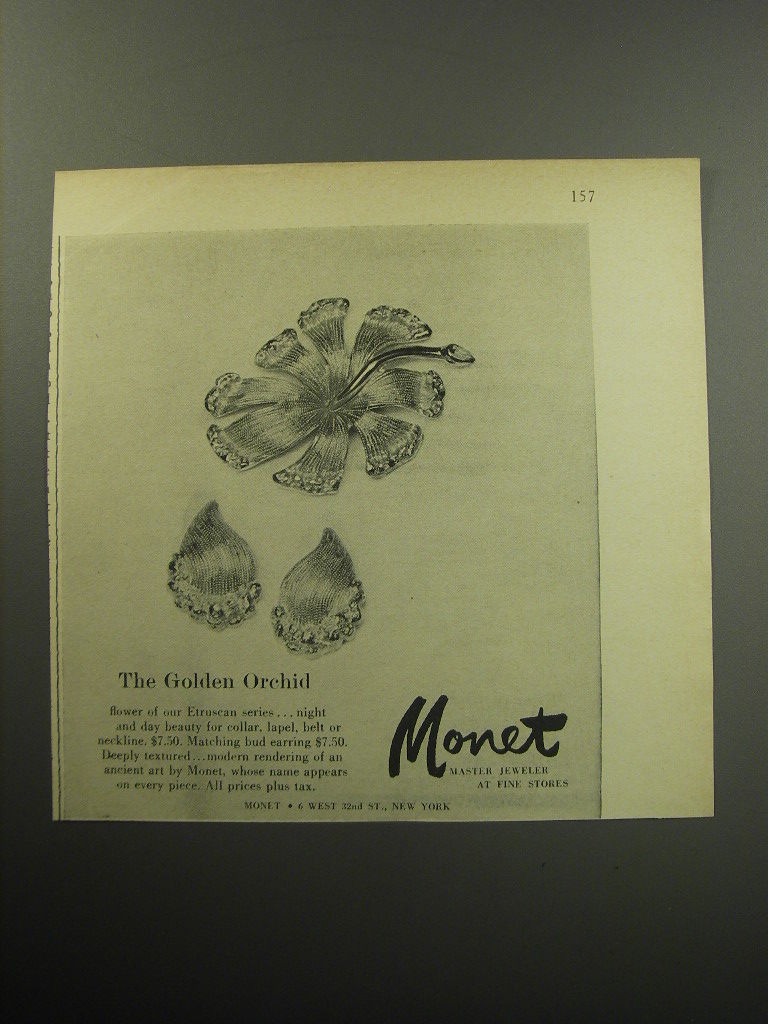 157
The Golden Orchid
flower of our Etruscan series . . . night
and day beauty for collar, lapel, belt or
neckline, $7.50. Matching bud earring $7.50.
Deeply textured . . . modern rendering of an
ancient art by Monet, whose name appears
on every piece. All prices plus tax.
Monet
MASTER JEWELER
AT FINE STORES
MONET • 6 WEST 32nd ST., NEW YORK